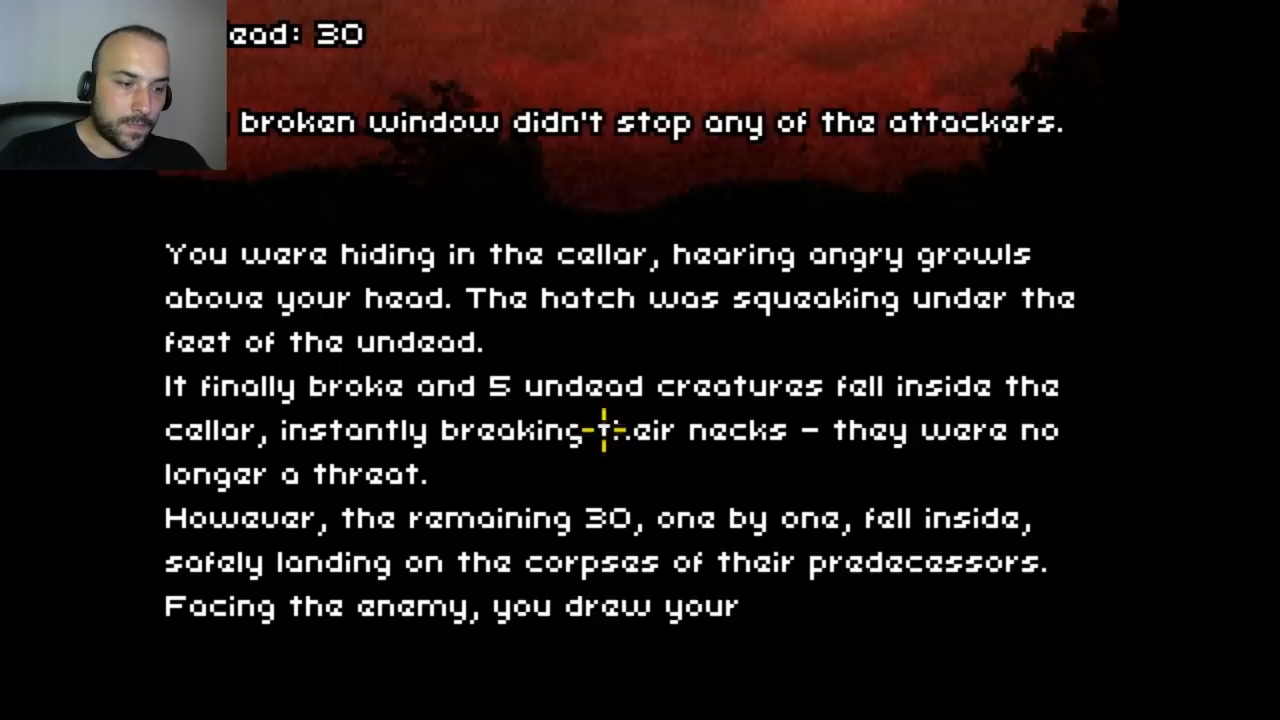 ead: 30
broken window didn't stop any of the attackers.
You were hiding in the cellar, hearing angry growls
above your head. The hatch was squeaking under the
feet of the undead.
It finally broke and 5 undead creatures fell inside the
cellar, instantly breaking their necks – they were no
longer a threat.
However, the remaining 30, one by one, fell inside,
safely landing on the corpses of their predecessors.
Facing the enemy, you drew your